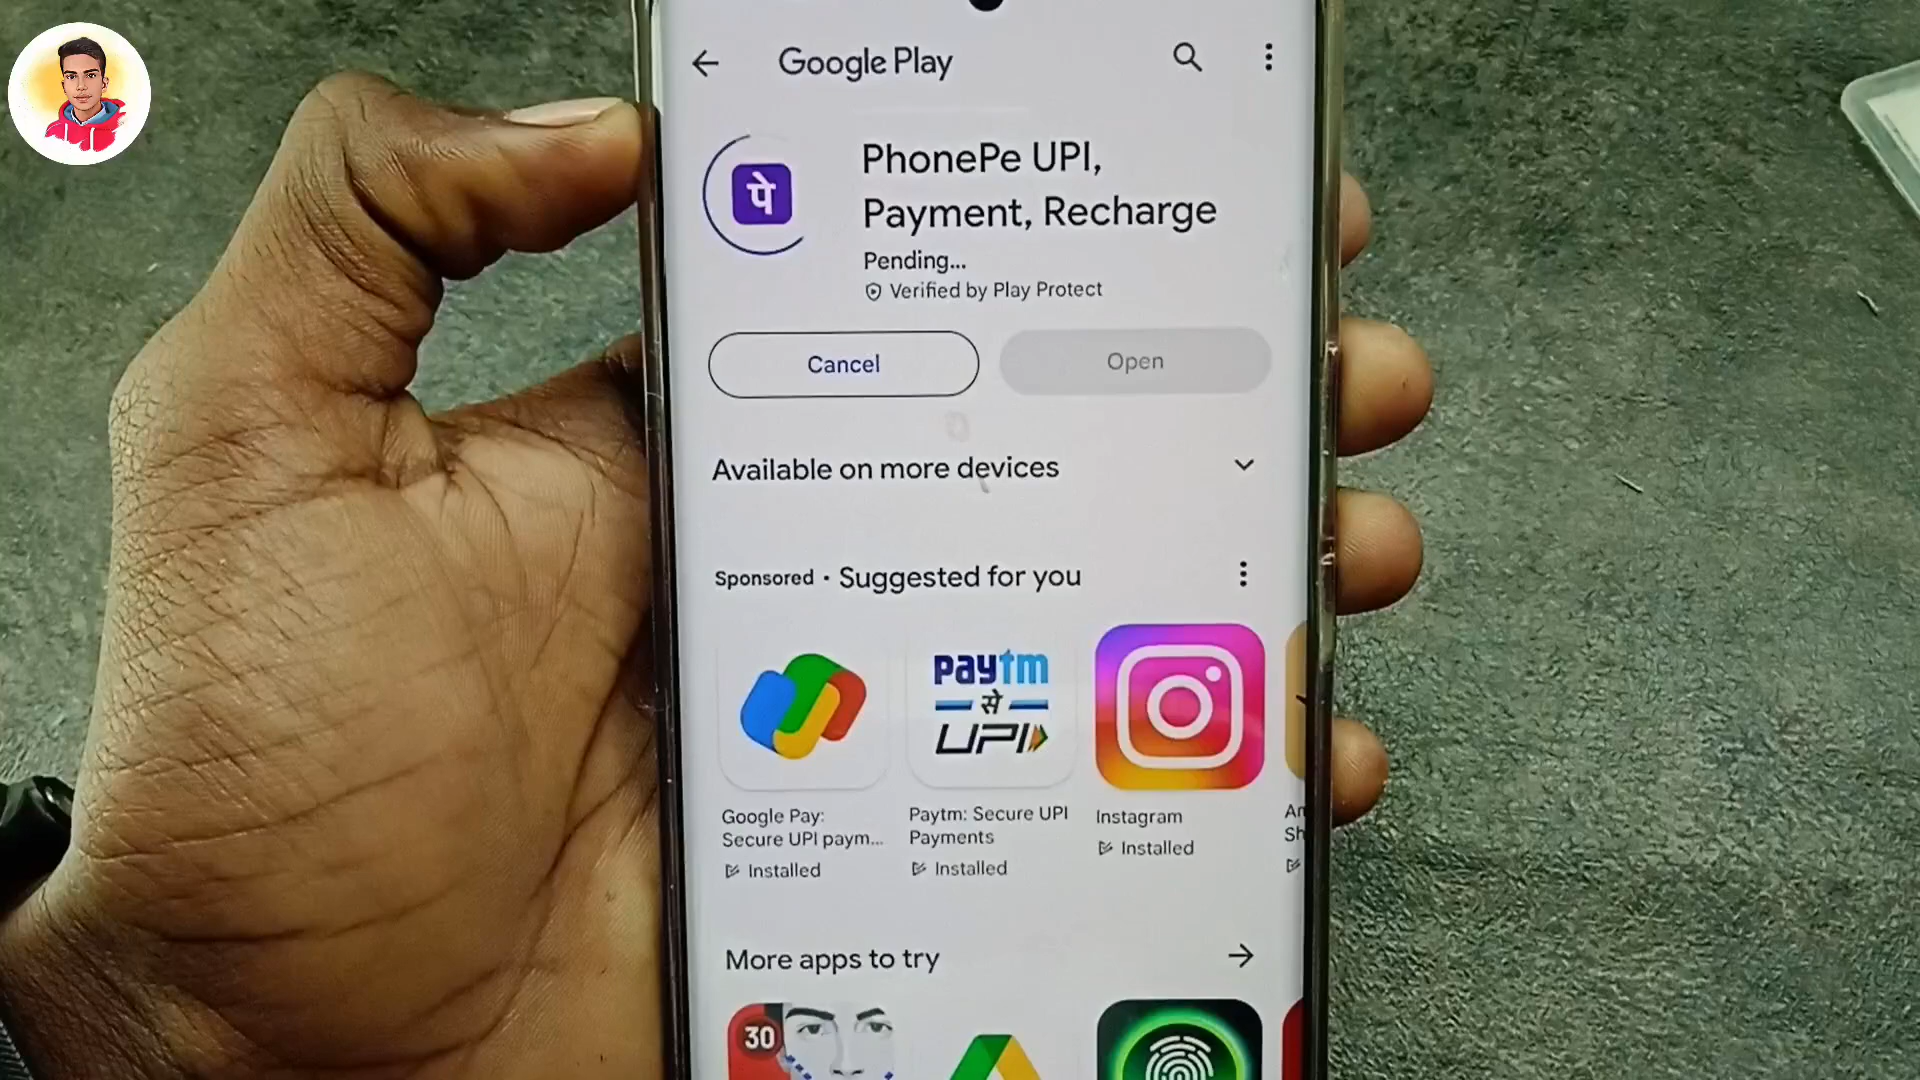 Google Play
पे
PhonePe UPI,
Payment, Recharge
Pending...
Verified by Play Protect
Cancel
Open
Available on more devices
Sponsored • Suggested for you
paytm
से
UPI
Google Pay:
Secure UPI paym...
Installed
Paytm: Secure UPI
Payments
Installed
Instagram
Installed
An
Sh
More apps to try
30